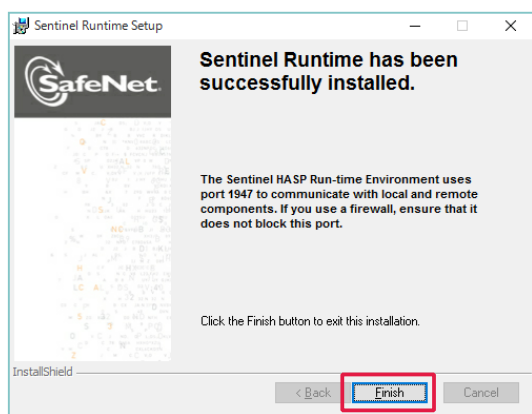 Sentinel Runtime Setup
SafeNet.
Sentinel Runtime has been
successfully installed.
The Sentinel HASP Run-time Environment uses
port 1947 to communicate with local and remote
components. If you use a firewall, ensure that it
does not block this port.
Click the Finish button to exit this installation.
InstallShield
< Back
Finish
Cancel